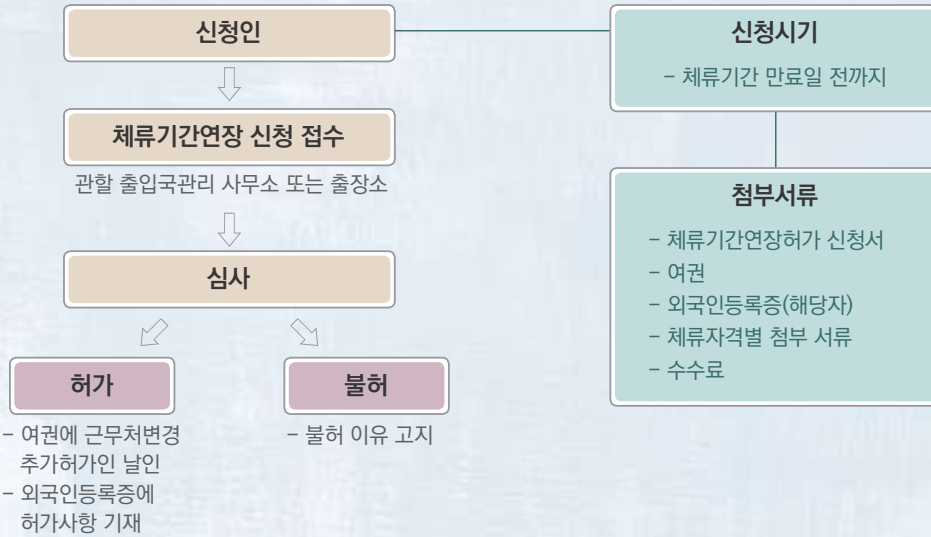 신청인
체류기간연장 신청 접수
관할 출입국관리 사무소 또는 출장소
심사
허가
- 여권에 근무처변경
추가허가인 날인
- 외국인등록증에
허가사항 기재
불허
- 불허 이유 고지
신청시기
- 체류기간 만료일 전까지
첨부서류
- 체류기간연장허가 신청서
- 여권
- 외국인등록증(해당자)
- 체류자격별 첨부 서류
- 수수료